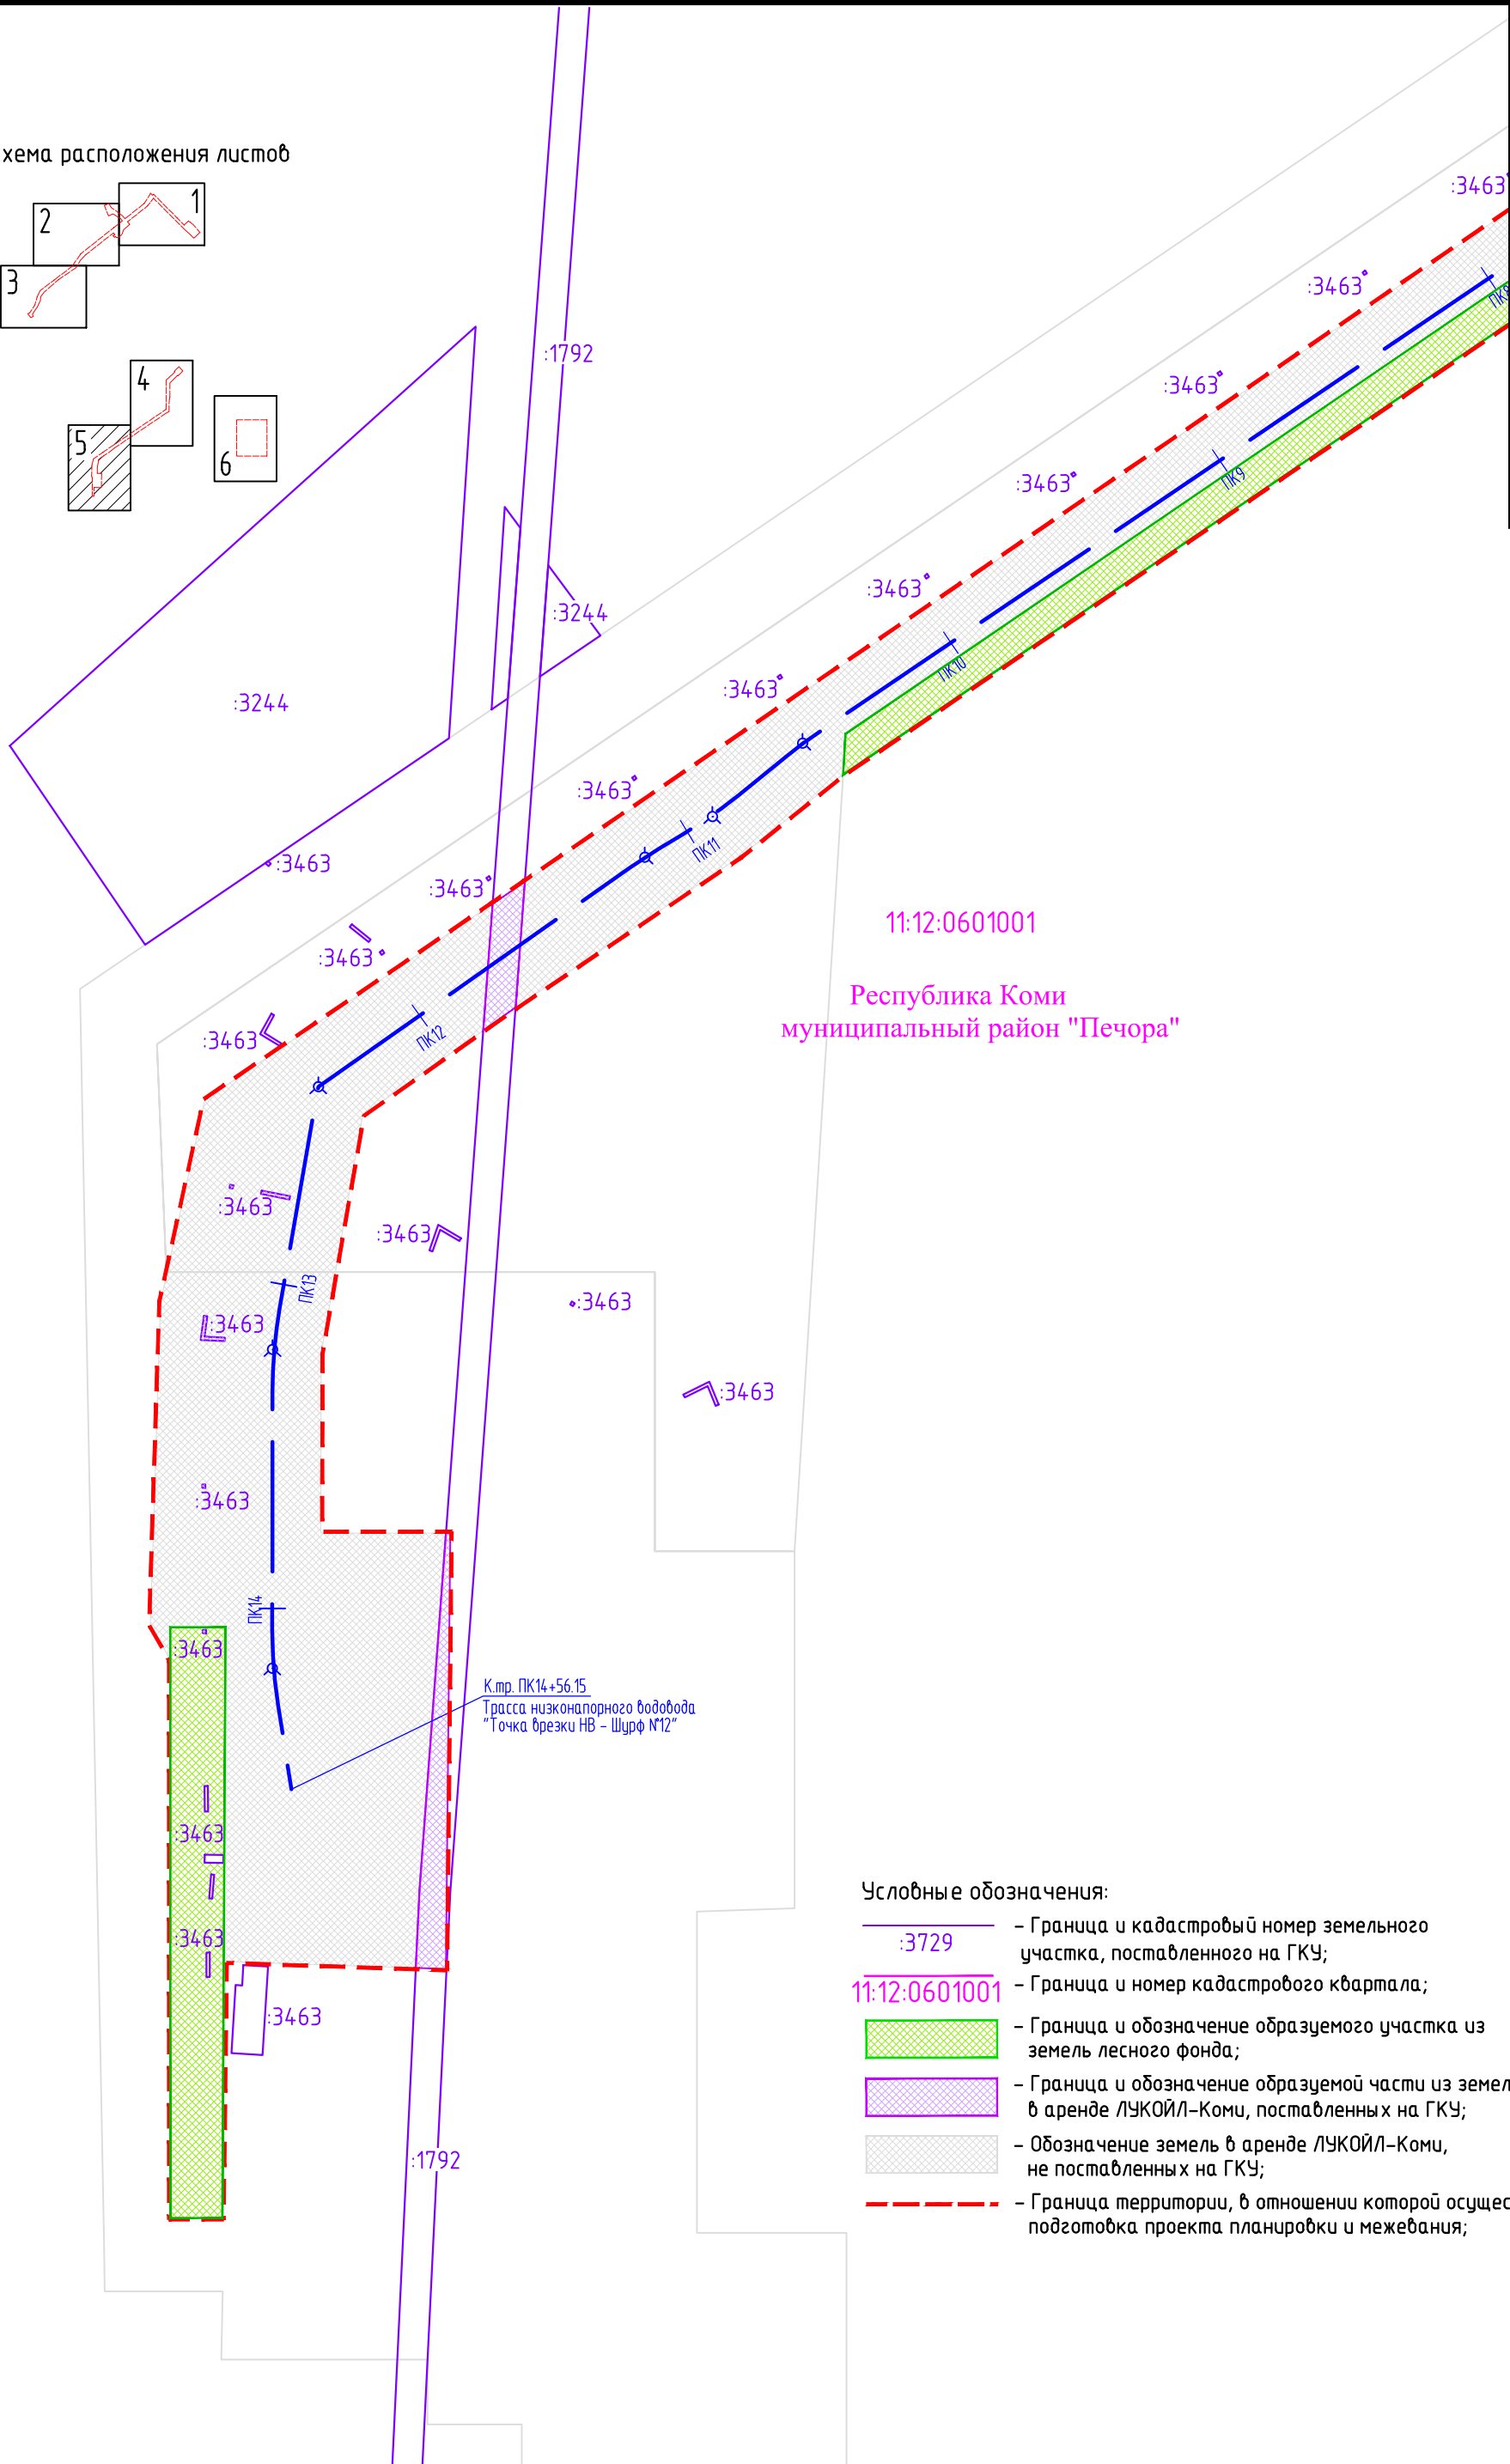 хема расположения листов
1
2
3
4
5
6
:1792
:3463
:3463
:3463
:3463
ПК9
:3463
:3244
:3244
ПК10
:3463
:3463
ПК11
:3463
:3463
:3463
11:12:0601001
Республика Коми
муниципальный район "Печора"
:3463
ПК12
:3463
:3463
ПК13
:3463
:3463
:3463
:3463
ПК14
:3463
К.тр. ПК14+56.15
Трасса низконапорного водовода
"Точка врезки НВ - Шурф №12"
:3463
:3463
:3463
:1792
Условные обозначения:
:3729
- Граница и кадастровый номер земельного
участка, поставленного на ГКУ;
11:12:0601001
- Граница и номер кадастрового квартала;
- Граница и обозначение образуемого участка из
земель лесного фонда;
- Граница и обозначение образуемой части из земел
в аренде ЛУКОЙЛ-Коми, поставленных на ГКУ;
- Обозначение земель в аренде ЛУКОЙЛ-Коми,
не поставленных на ГКУ;
- Граница территории, в отношении которой осущес
подготовка проекта планировки и межевания;